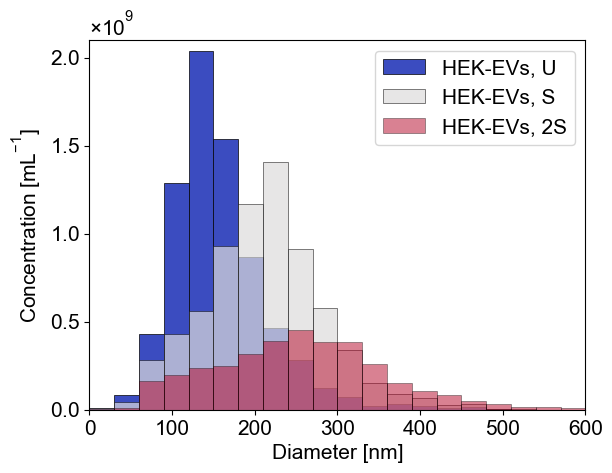 ×10⁹
2.0
1.5
1.0
0.5
0.0
Concentration [mL⁻¹]
HEK-EVs, U
HEK-EVs, S
HEK-EVs, 2S
0 100 200 300 400 500 600
Diameter [nm]